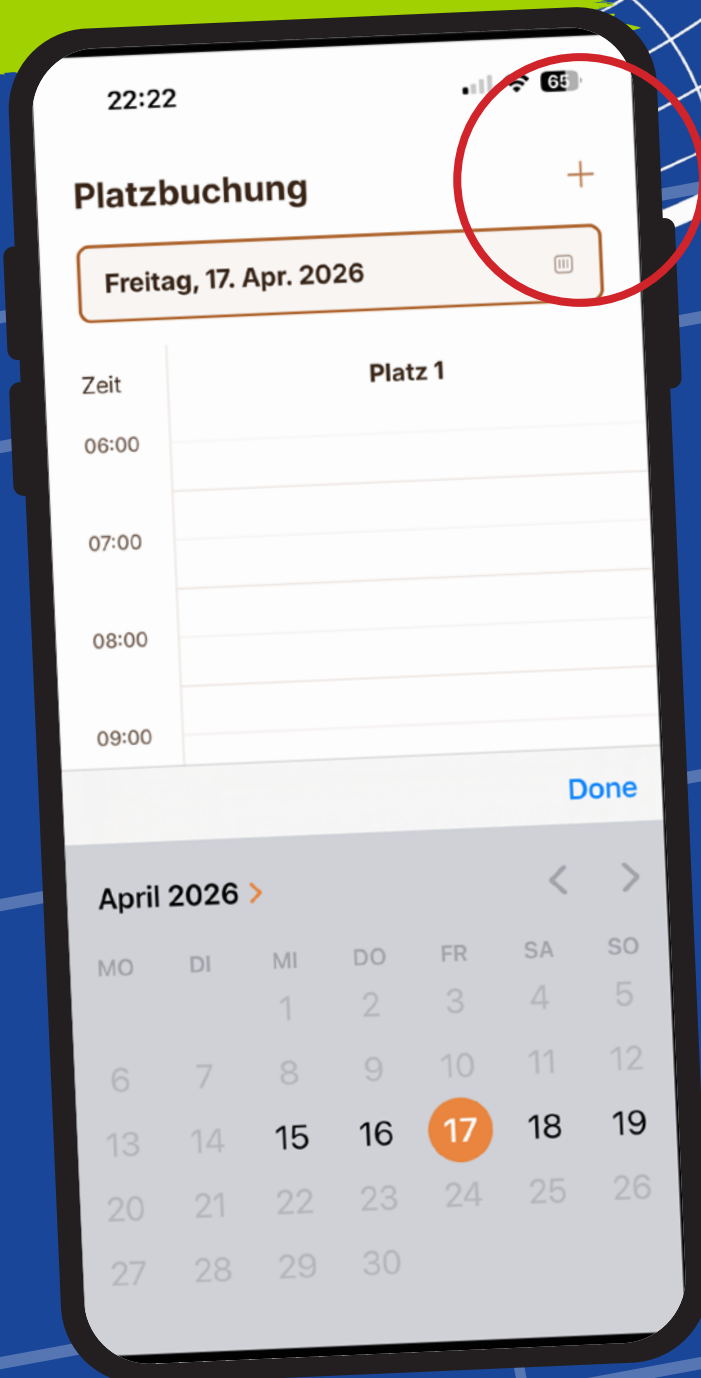 22:22
65
Platzbuchung
+
Freitag, 17. Apr. 2026
Zeit Platz 1
06:00
07:00
08:00
09:00
Done
April 2026 >
< >
MO DI MI DO FR SA SO
1 2 3 4 5
6 7 8 9 10 11 12
13 14 15 16 17 18 19
20 21 22 23 24 25 26
27 28 29 30